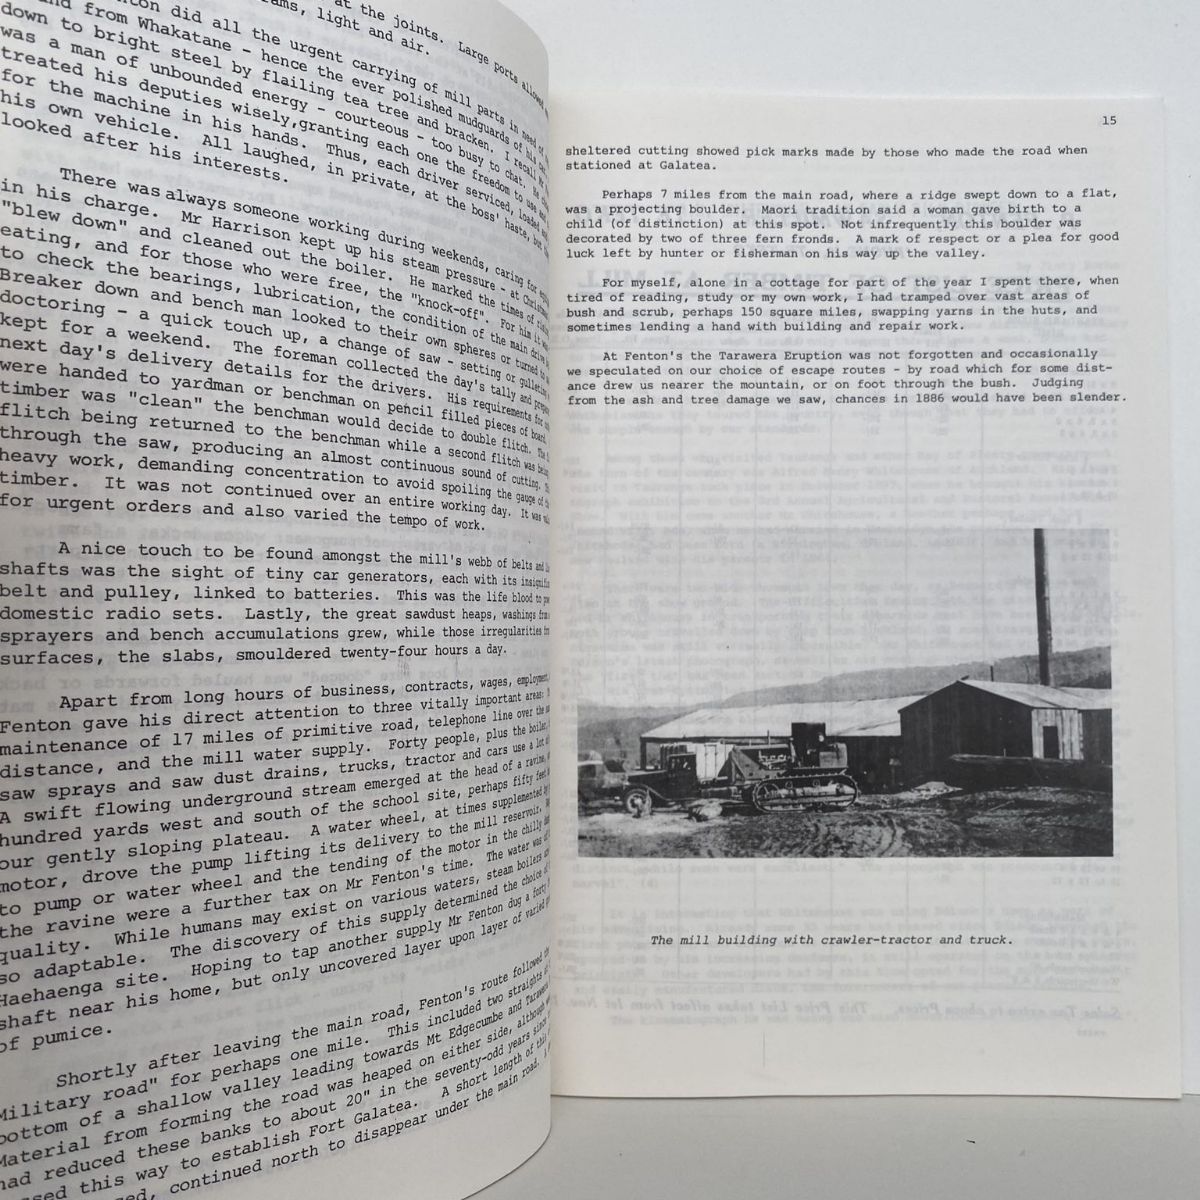 at the joints. Large ports allowed
ams, light and air.
nton did all the urgent carrying of mill parts in need of
and from Whakatane - hence the ever polished mudguards of his car
down to bright steel by flailing tea tree and bracken. I recall
was a man of unbounded energy - courteous - too busy to chat. He
treated his deputies wisely,granting each one the freedom to use and
for the machine in his hands. Thus, each driver serviced, loaded and
his own vehicle. All laughed, in private, at the boss' haste, but
looked after his interests.
There was always someone working during weekends, caring for
in his charge. Mr Harrison kept up his steam pressure - at Christmas
"blew down" and cleaned out the boiler. He marked the times of
eating, and for those who were free, the "knock-off". For him it was
to check the bearings, lubrication, the condition of the main drive
Breaker down and bench man looked to their own spheres or turned to
doctoring - a quick touch up, a change of saw - setting or gulleting
kept for a weekend. The foreman collected the day's tally and prepared
next day's delivery details for the drivers. His requirements for
were handed to yardman or benchman on pencil filled pieces of board.
timber was "clean" the benchman would decide to double flitch. The
flitch being returned to the benchman while a second flitch was being
through the saw, producing an almost continuous sound of cutting.
heavy work, demanding concentration to avoid spoiling the gauge of the
timber. It was not continued over an entire working day. It was
for urgent orders and also varied the tempo of work.
A nice touch to be found amongst the mill's webb of belts and
shafts was the sight of tiny car generators, each with its
belt and pulley, linked to batteries. This was the life blood to
domestic radio sets. Lastly, the great sawdust heaps, washings from
sprayers and bench accumulations grew, while those irregularities
surfaces, the slabs, smouldered twenty-four hours a day.
Apart from long hours of business, contracts, wages, employment,
Fenton gave his direct attention to three vitally important areas:
maintenance of 17 miles of primitive road, telephone line over the
distance, and the mill water supply. Forty people, plus the boiler,
saw sprays and saw dust drains, trucks, tractor and cars use a lot
A swift flowing underground stream emerged at the head of a ravine,
hundred yards west and south of the school site, perhaps fifty feet
our gently sloping plateau. A water wheel, at times supplemented by
motor, drove the pump lifting its delivery to the mill reservoir.
to pump or water wheel and the tending of the motor in the chilly
the ravine were a further tax on Mr Fenton's time. The water was of
quality. While humans may exist on various waters, steam boilers
so adaptable. The discovery of this supply determined the choice of
Haehaenga site. Hoping to tap another supply Mr Fenton dug a forty
shaft near his home, but only uncovered layer upon layer of varied
of pumice.
Shortly after leaving the main road, Fenton's route followed the
Military road" for perhaps one mile. This included two straights
bottom of a shallow valley leading towards Mt Edgecumbe and Tarawera
Material from forming the road was heaped on either side, although
had reduced these banks to about 20" in the seventy-odd years since
this way to establish Fort Galatea. A short length of this
continued north to disappear under the main road.
15
sheltered cutting showed pick marks made by those who made the road when
stationed at Galatea.
Perhaps 7 miles from the main road, where a ridge swept down to a flat,
was a projecting boulder. Maori tradition said a woman gave birth to a
child (of distinction) at this spot. Not infrequently this boulder was
decorated by two of three fern fronds. A mark of respect or a plea for good
luck left by hunter or fisherman on his way up the valley.
For myself, alone in a cottage for part of the year I spent there, when
tired of reading, study or my own work, I had tramped over vast areas of
bush and scrub, perhaps 150 square miles, swapping yarns in the huts, and
sometimes lending a hand with building and repair work.
At Fenton's the Tarawera Eruption was not forgotten and occasionally
we speculated on our choice of escape routes - by road which for some dist-
ance drew us nearer the mountain, or on foot through the bush. Judging
from the ash and tree damage we saw, chances in 1886 would have been slender.
The mill building with crawler-tractor and truck.